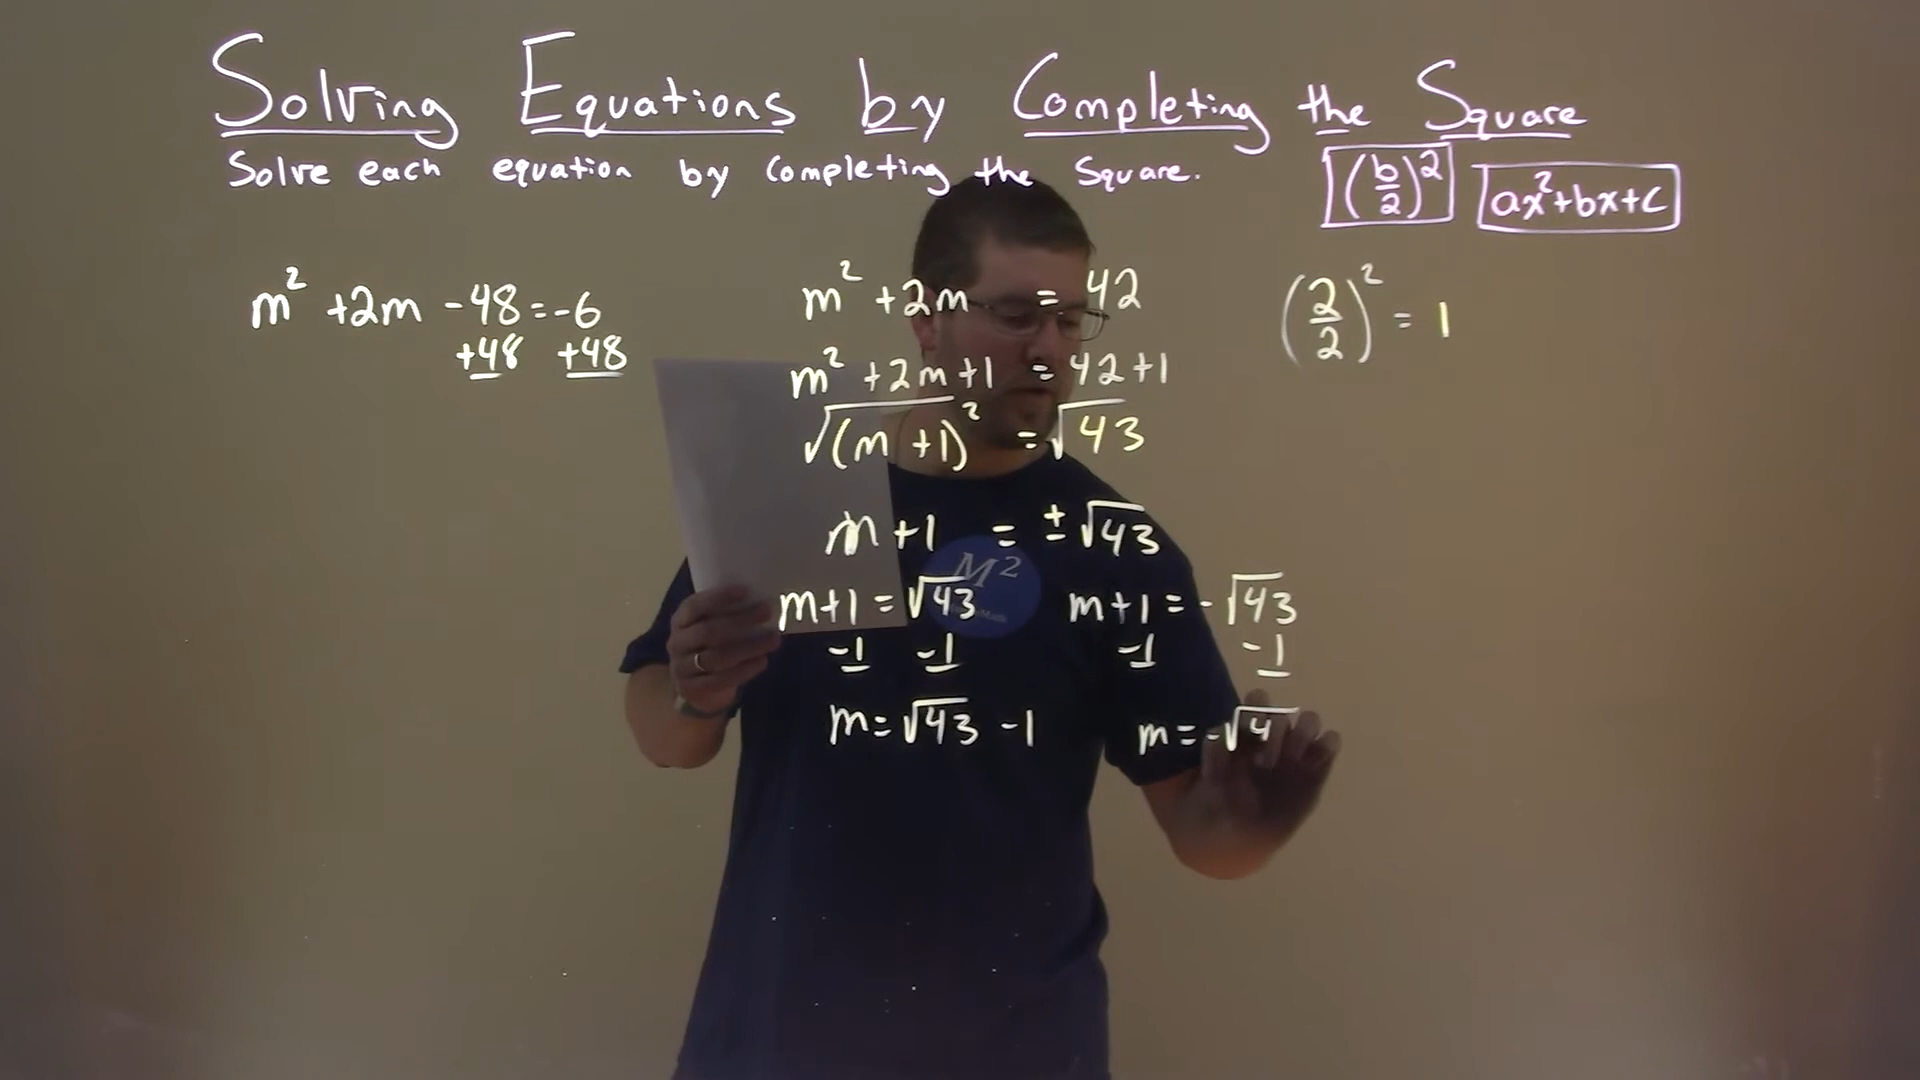 Solving Equations by Completing the Square
Solve each equation by completing the Square.
(b/2)² ax²+bx+c
m² +2m -48=-6
+48 +48
m² +2m = 42
m² +2m+1 = 42+1
√(m +1)² = √43
m+1 = ±√43
m+1 = √43
-1 -1
m=√43 -1
m+1 = -√43
-1 -1
m = -√4
(2/2)² = 1
M²